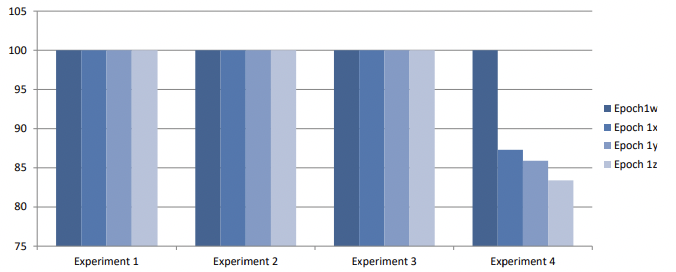 105
100
95
90
85
80
75
Experiment 1
Experiment 2
Experiment 3
Experiment 4
Epoch1w
Epoch 1x
Epoch 1y
Epoch 1z